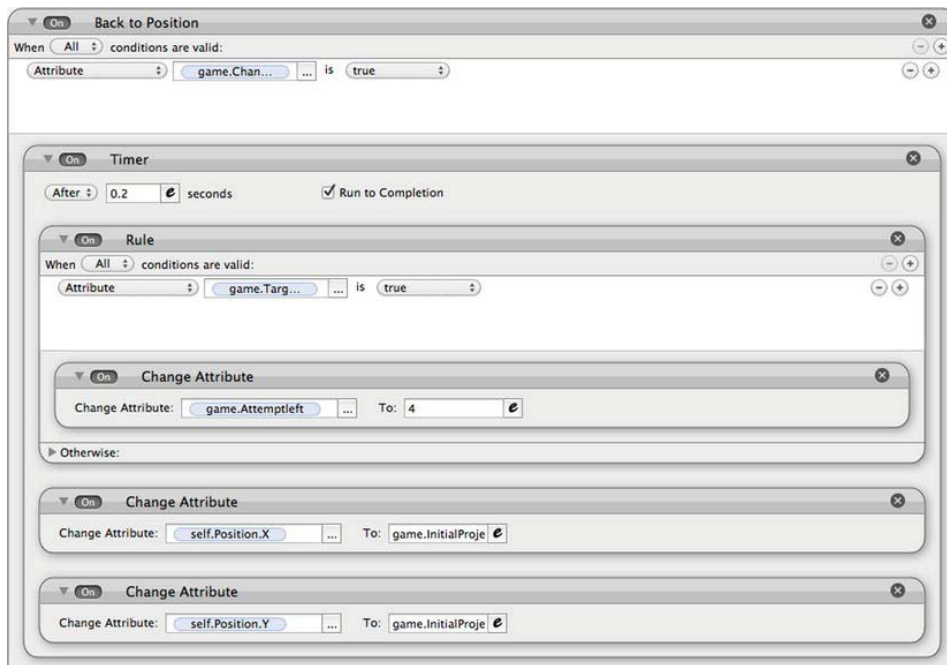 On Back to Position
When All conditions are valid:
Attribute game.Chan... ... is true
On Timer
After 0.2 e seconds Run to Completion
On Rule
When All conditions are valid:
Attribute game.Targ... ... is true
On Change Attribute
Change Attribute: game.Attemptleft ... To: 4 e
Otherwise:
On Change Attribute
Change Attribute: self.Position.X ... To: game.InitialProje e
On Change Attribute
Change Attribute: self.Position.Y ... To: game.InitialProje e